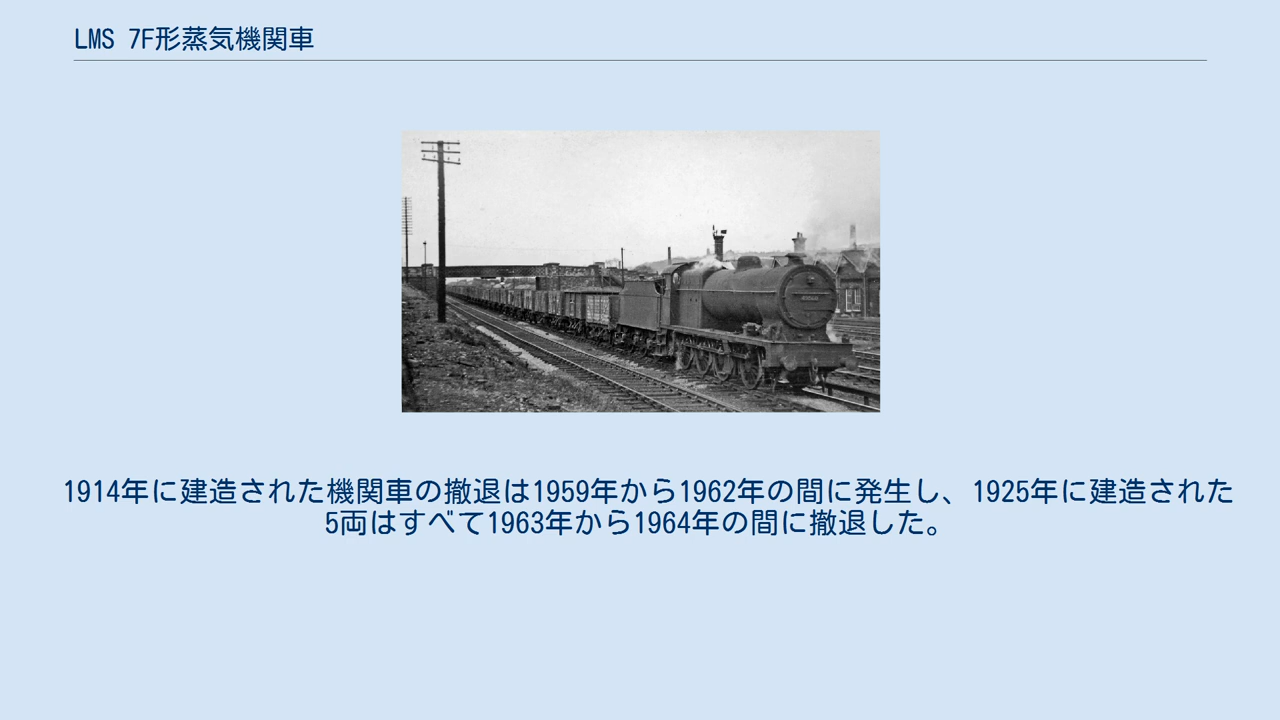 LMS 7F形蒸気機関車
1914年に建造された機関車の撤退は1959年から1962年の間に発生し、1925年に建造された
5両はすべて1963年から1964年の間に撤退した。